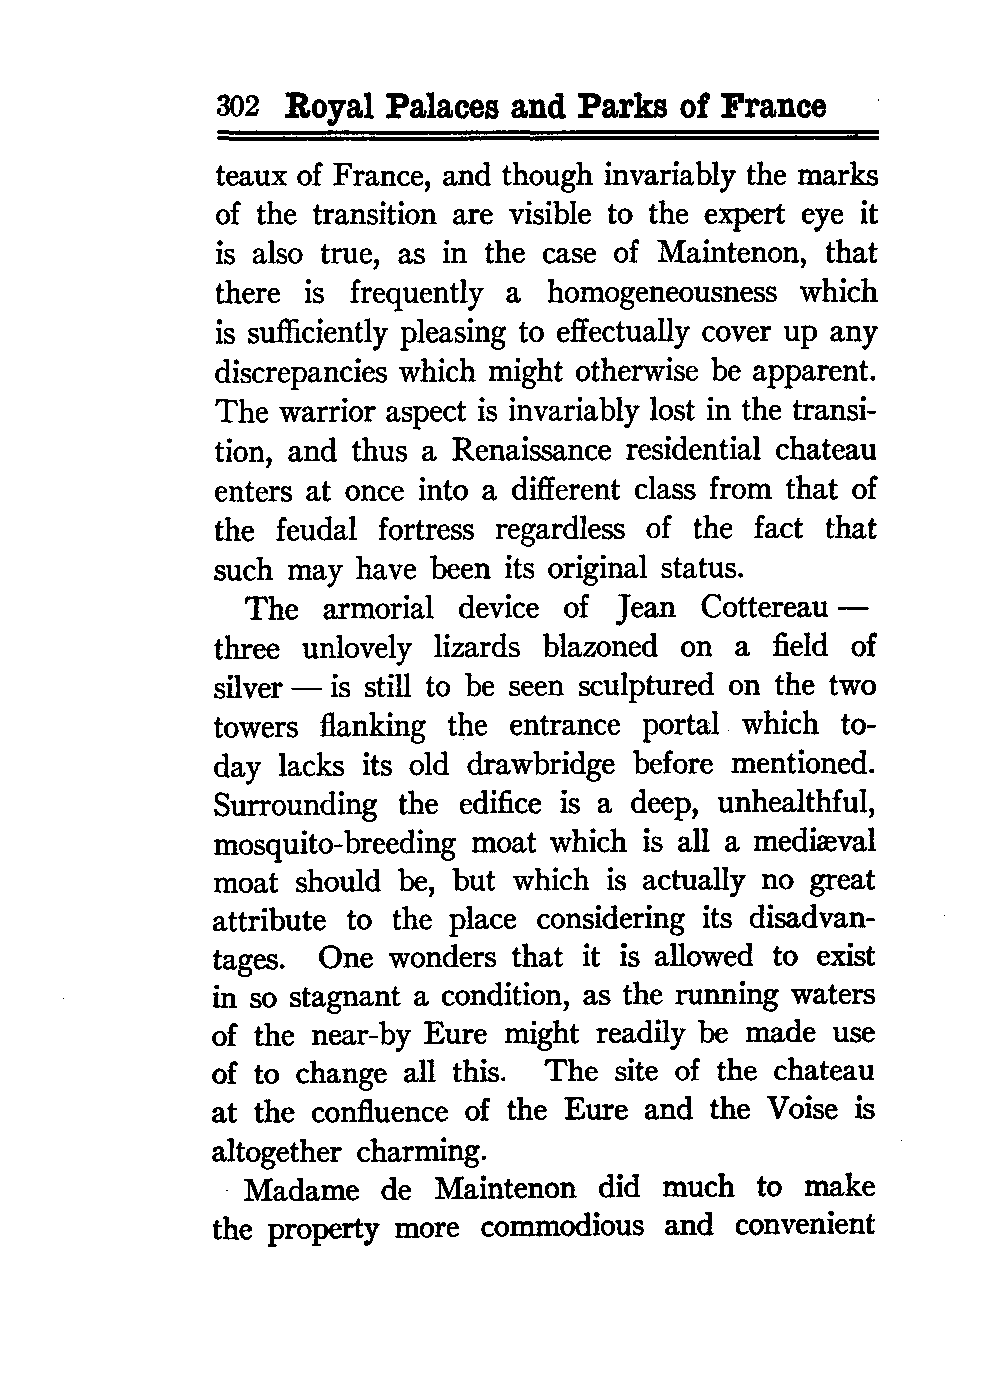 302 Royal Palaces and Parks of France
teaux of France, and though invariably the marks
of the transition are visible to the expert eye it
is also true, as in the case of Maintenon, that
there is frequently a homogeneousness which
is sufficiently pleasing to effectually cover up any
discrepancies which might otherwise be apparent.
The warrior aspect is invariably lost in the transi-
tion, and thus a Renaissance residential chateau
enters at once into a different class from that of
the feudal fortress regardless of the fact that
such may have been its original status.
The armorial device of Jean Cottereau —
three unlovely lizards blazoned on a field of
silver — is still to be seen sculptured on the two
towers flanking the entrance portal which to-
day lacks its old drawbridge before mentioned.
Surrounding the edifice is a deep, unhealthful,
mosquito-breeding moat which is all a mediæval
moat should be, but which is actually no great
attribute to the place considering its disadvan-
tages. One wonders that it is allowed to exist
in so stagnant a condition, as the running waters
of the near-by Eure might readily be made use
of to change all this. The site of the chateau
at the confluence of the Eure and the Voise is
altogether charming.
Madame de Maintenon did much to make
the property more commodious and convenient